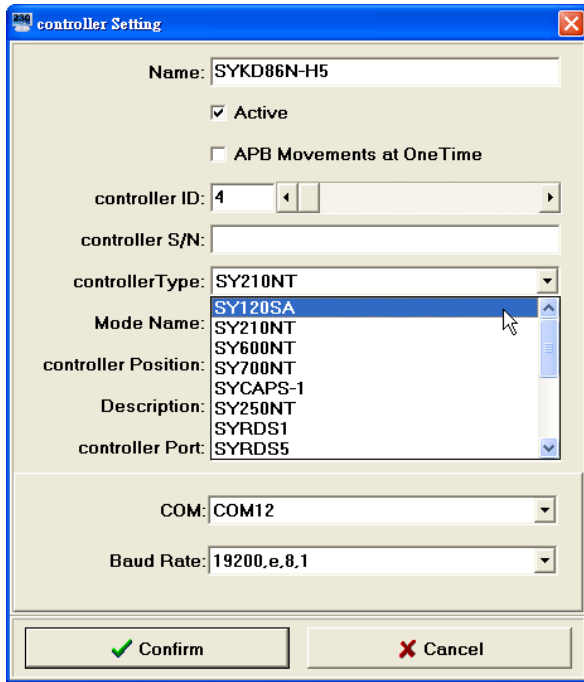 230 controller Setting
Name: SYKD86N-H5
Active
APB Movements at OneTime
controller ID: 4
controller S/N:
controllerType: SY210NT
SY120SA
Mode Name: SY210NT
SY600NT
controller Position: SY700NT
SYCAPS-1
Description: SY250NT
SYRDS1
controller Port: SYRDS5
COM: COM12
Baud Rate: 19200,e,8,1
Confirm Cancel